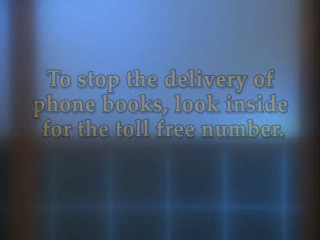 To stop the delivery of
phone books, look inside
for the toll free number.